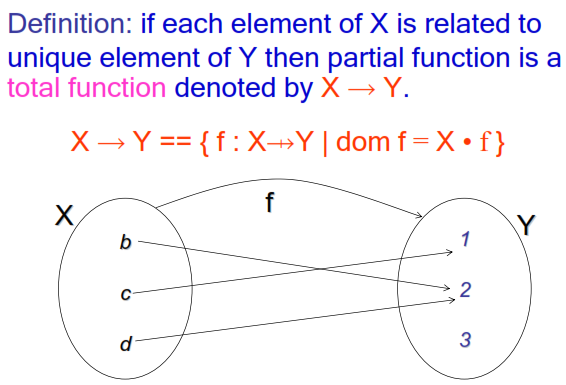 Definition: if each element of X is related to
unique element of Y then partial function is a
total function denoted by X → Y.
X → Y == { f : X ⇸ Y | dom f = X • f }
f
X
Y
b
1
c
2
d
3